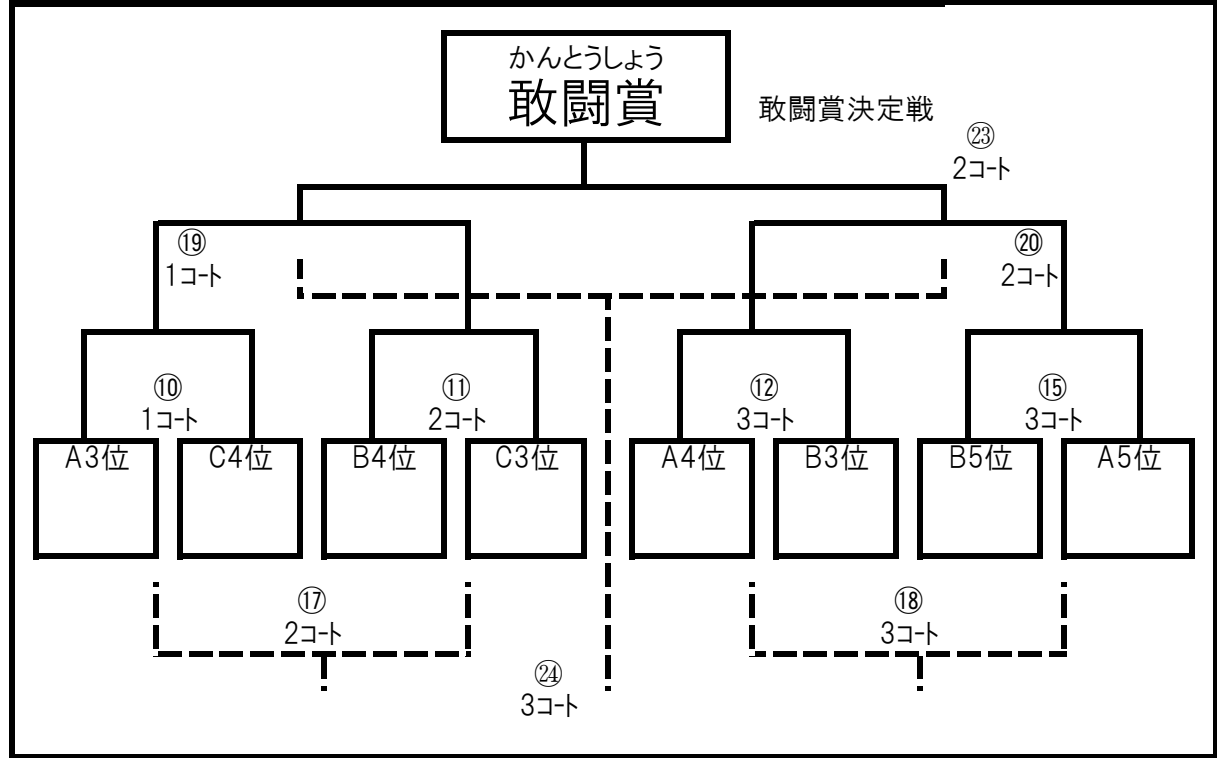 かんとうしょう
敢闘賞
敢闘賞決定戦
㉓
2コート
⑲
1コート
⑳
2コート
⑩
1コート
⑪
2コート
⑫
3コート
⑮
3コート
A3位
C4位
B4位
C3位
A4位
B3位
B5位
A5位
⑰
2コート
⑱
3コート
㉔
3コート